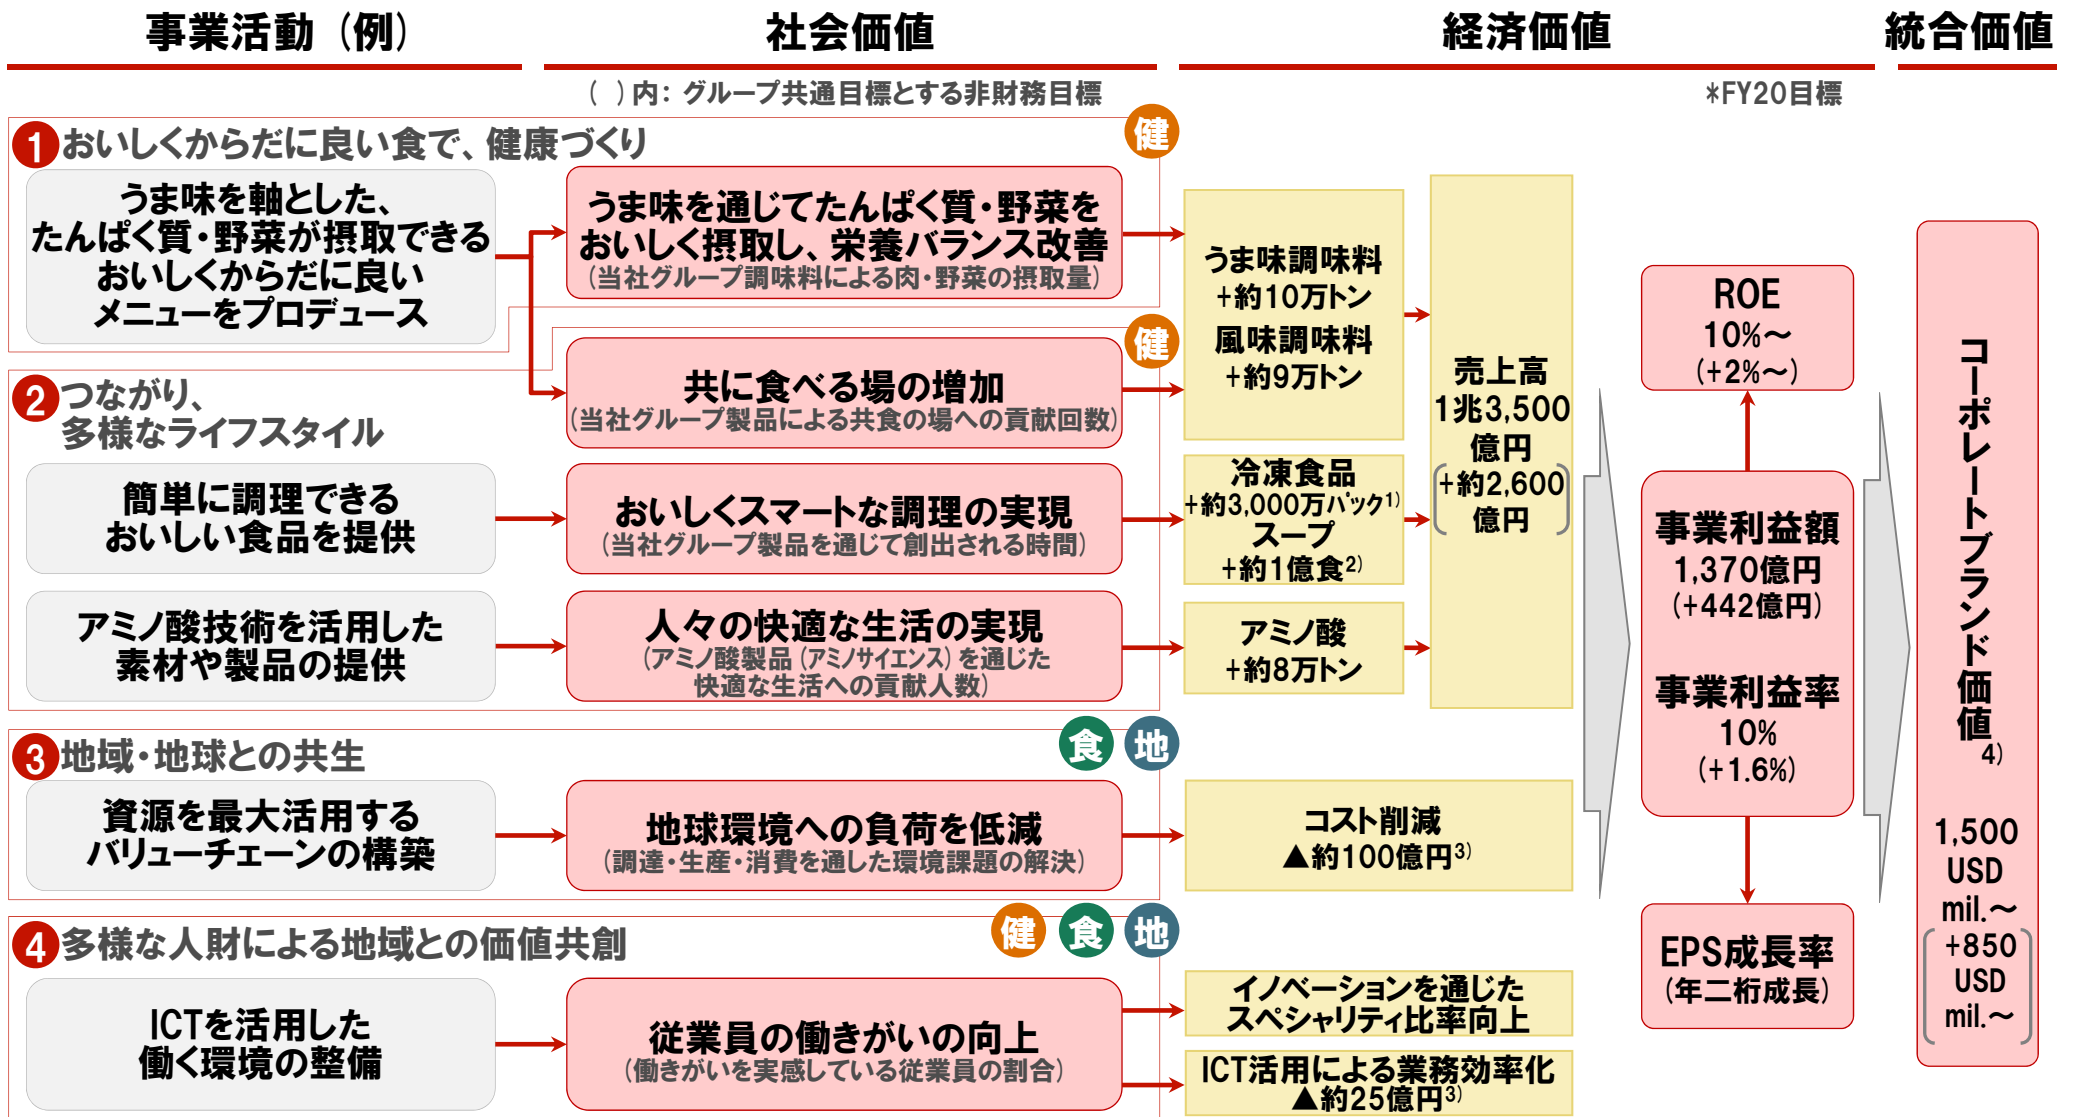 事業活動（例）
社会価値
経済価値
統合価値
（ ）内：グループ共通目標とする非財務目標
*FY20目標
1 おいしくからだに良い食で、健康づくり
健
うま味を軸とした、
たんぱく質・野菜が摂取できる
おいしくからだに良い
メニューをプロデュース
うま味を通じてたんぱく質・野菜を
おいしく摂取し、栄養バランス改善
（当社グループ調味料による肉・野菜の摂取量）
健
共に食べる場の増加
（当社グループ製品による共食の場への貢献回数）
うま味調味料
+約10万トン
風味調味料
+約9万トン
2 つながり、
多様なライフスタイル
簡単に調理できる
おいしい食品を提供
おいしくスマートな調理の実現
（当社グループ製品を通じて創出される時間）
冷凍食品
+約3,000万パック1)
スープ
+約1億食2)
アミノ酸技術を活用した
素材や製品の提供
人々の快適な生活の実現
（アミノ酸製品（アミノサイエンス）を通じた
快適な生活への貢献人数）
アミノ酸
+約8万トン
売上高
1兆3,500
億円
+約2,600
億円
3 地域・地球との共生
食 地
資源を最大活用する
バリューチェーンの構築
地球環境への負荷を低減
（調達・生産・消費を通した環境課題の解決）
コスト削減
▲約100億円3)
4 多様な人財による地域との価値共創
健 食 地
ICTを活用した
働く環境の整備
従業員の働きがいの向上
（働きがいを実感している従業員の割合）
イノベーションを通じた
スペシャリティ比率向上
ICT活用による業務効率化
▲約25億円3)
ROE
10%～
（+2%～）
事業利益額
1,370億円
（+442億円）
事業利益率
10%
（+1.6%）
EPS成長率
（年二桁成長）
コーポレートブランド価値4)
1,500
USD
mil.～
+850
USD
mil.～